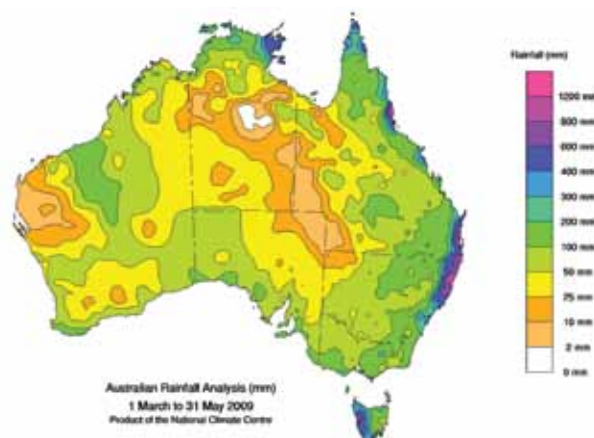 Rainfall (mm)
1200 mm
800 mm
600 mm
400 mm
300 mm
200 mm
100 mm
50 mm
25 mm
10 mm
2 mm
0 mm
Australian Rainfall Analysis (mm)
1 March to 31 May 2009
Product of the National Climate Centre